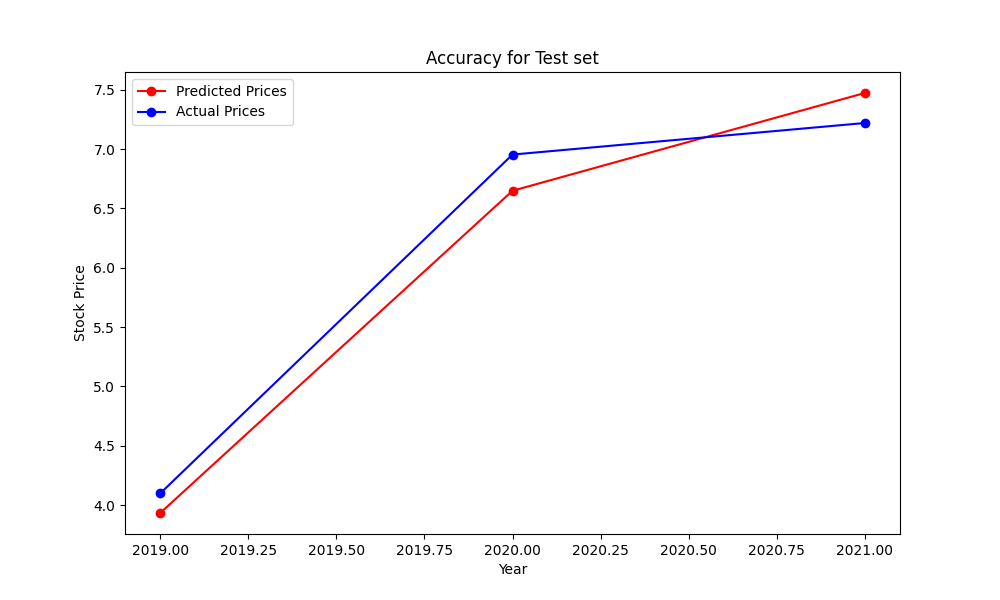 Accuracy for Test set
Predicted Prices
Actual Prices
7.5
7.0
6.5
6.0
5.5
5.0
4.5
4.0
Stock Price
2019.00 2019.25 2019.50 2019.75 2020.00 2020.25 2020.50 2020.75 2021.00
Year